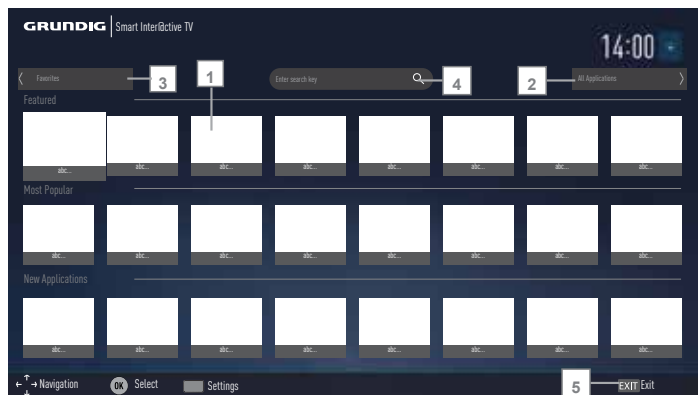 GRUNDIG Smart Inter@ctive TV
14:00
Favorites 3 1 Enter search key 4 2 All Applications
Featured
abc... abc... abc... abc... abc... abc... abc... abc...
Most Popular
abc... abc... abc... abc... abc... abc... abc... abc...
New Applications
abc... abc... abc... abc... abc... abc... abc... abc...
Navigation OK Select Settings 5 EXIT Exit